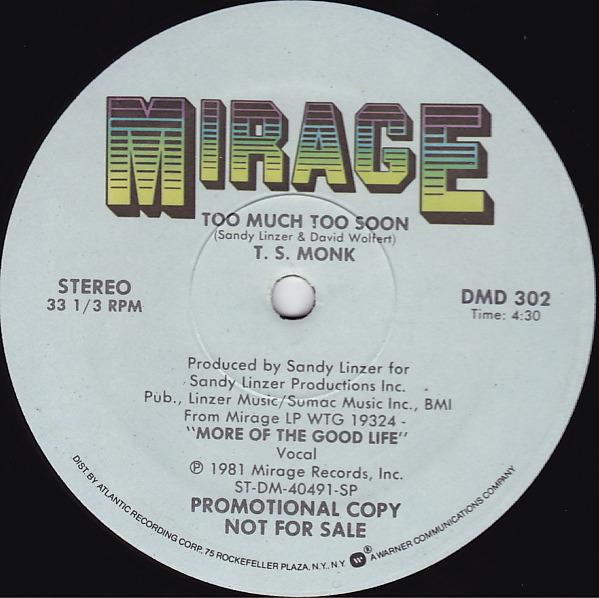 MIRAGE
TOO MUCH TOO SOON
(Sandy Linzer & David Wolfert)
T. S. MONK
STEREO
33 1/3 RPM
DMD 302
Time: 4:30
Produced by Sandy Linzer for
Sandy Linzer Productions Inc.
Pub., Linzer Music/Sumac Music Inc., BMI
From Mirage LP WTG 19324 -
"MORE OF THE GOOD LIFE"
Vocal
℗ 1981 Mirage Records, Inc.
ST-DM-40491-SP
PROMOTIONAL COPY
NOT FOR SALE
DIST. BY ATLANTIC RECORDING CORP., 75 ROCKEFELLER PLAZA, N.Y., N.Y. W ® A WARNER COMMUNICATIONS COMPANY